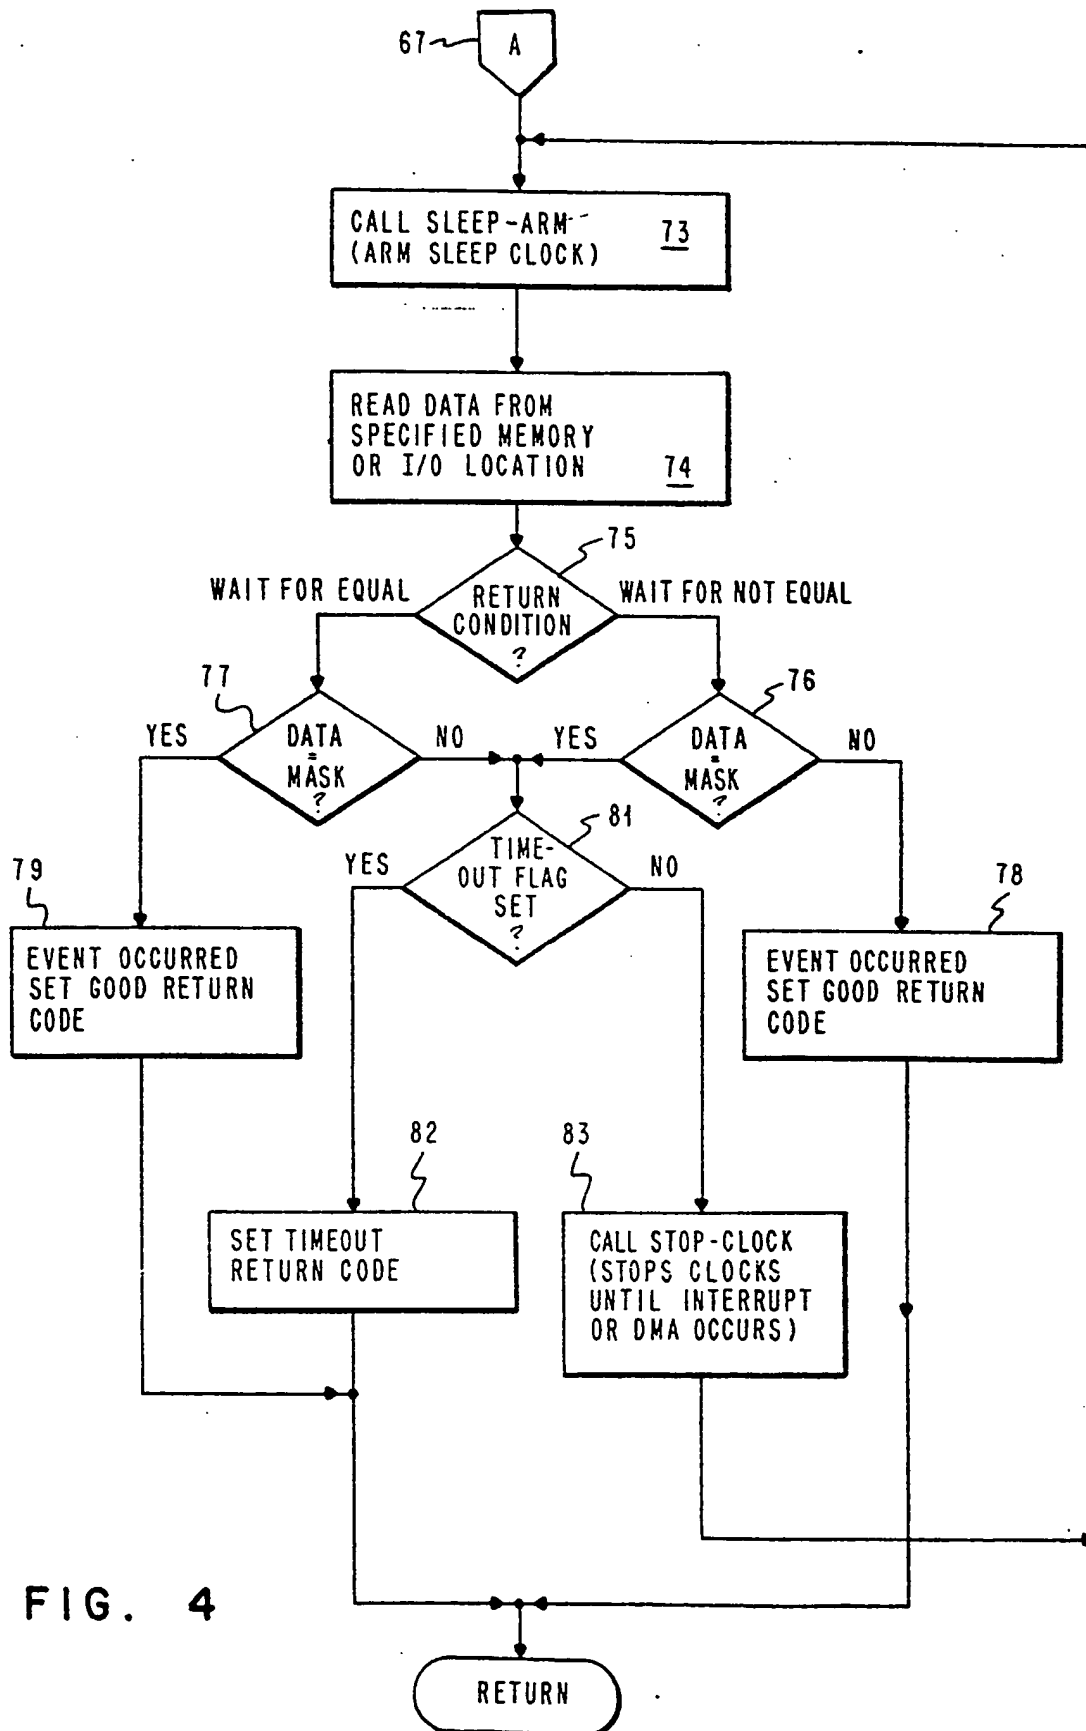 67
A
CALL SLEEP-ARM
(ARM SLEEP CLOCK)
73
READ DATA FROM
SPECIFIED MEMORY
OR I/O LOCATION
74
75
WAIT FOR EQUAL
RETURN
CONDITION
?
WAIT FOR NOT EQUAL
77
YES
DATA
=
MASK
?
NO
76
YES
DATA
=
MASK
?
NO
81
YES
TIME-
OUT FLAG
SET
?
NO
79
EVENT OCCURRED
SET GOOD RETURN
CODE
78
EVENT OCCURRED
SET GOOD RETURN
CODE
82
SET TIMEOUT
RETURN CODE
83
CALL STOP-CLOCK
(STOPS CLOCKS
UNTIL INTERRUPT
OR DMA OCCURS)
FIG. 4
RETURN